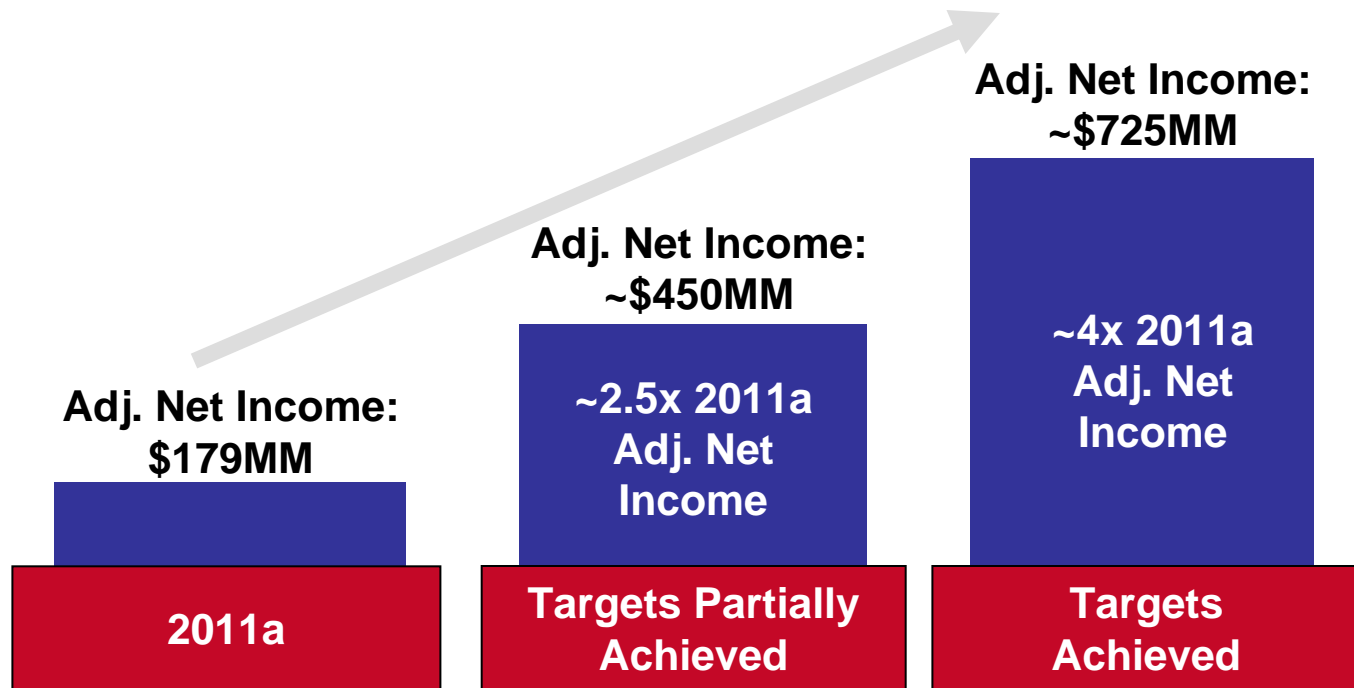 Adj. Net Income:
$179MM
2011a
Adj. Net Income:
~$450MM
~2.5x 2011a
Adj. Net
Income
Targets Partially
Achieved
Adj. Net Income:
~$725MM
~4x 2011a
Adj. Net
Income
Targets
Achieved